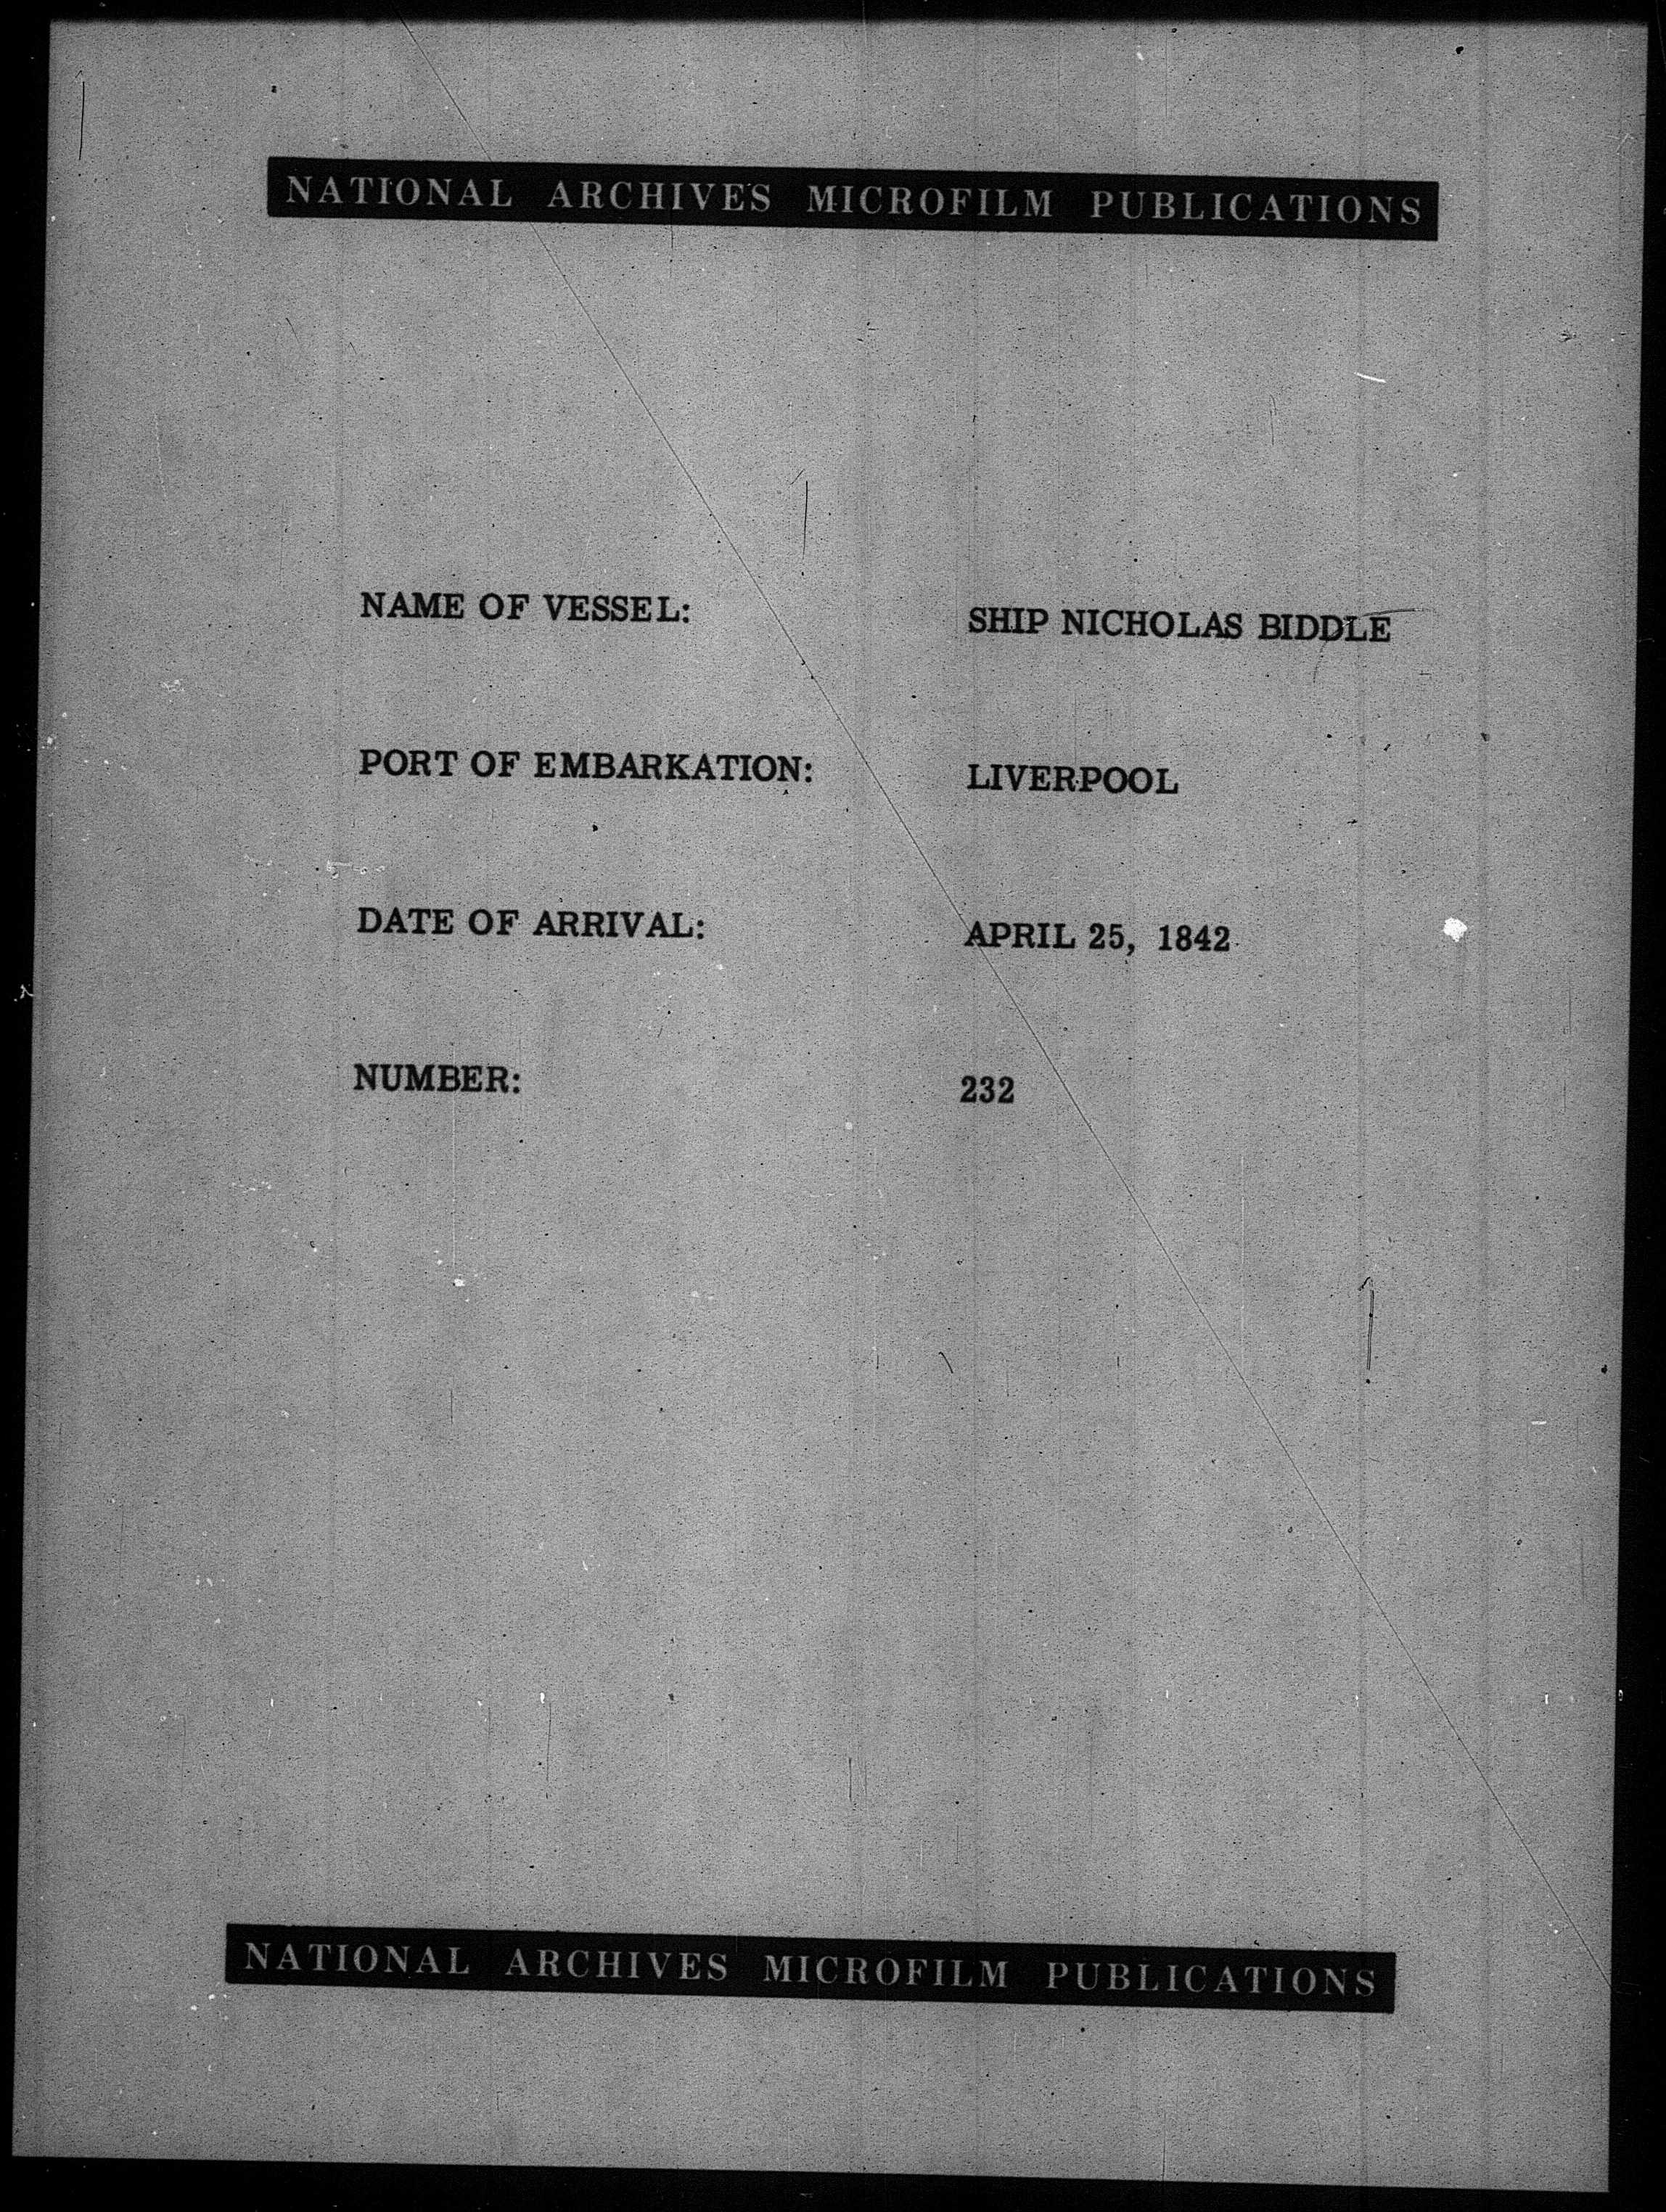 NATIONAL ARCHIVES MICROFILM PUBLICATIONS
NAME OF VESSEL: SHIP NICHOLAS BIDDLE
PORT OF EMBARKATION: LIVERPOOL
DATE OF ARRIVAL: APRIL 25, 1842
NUMBER: 232
NATIONAL ARCHIVES MICROFILM PUBLICATIONS